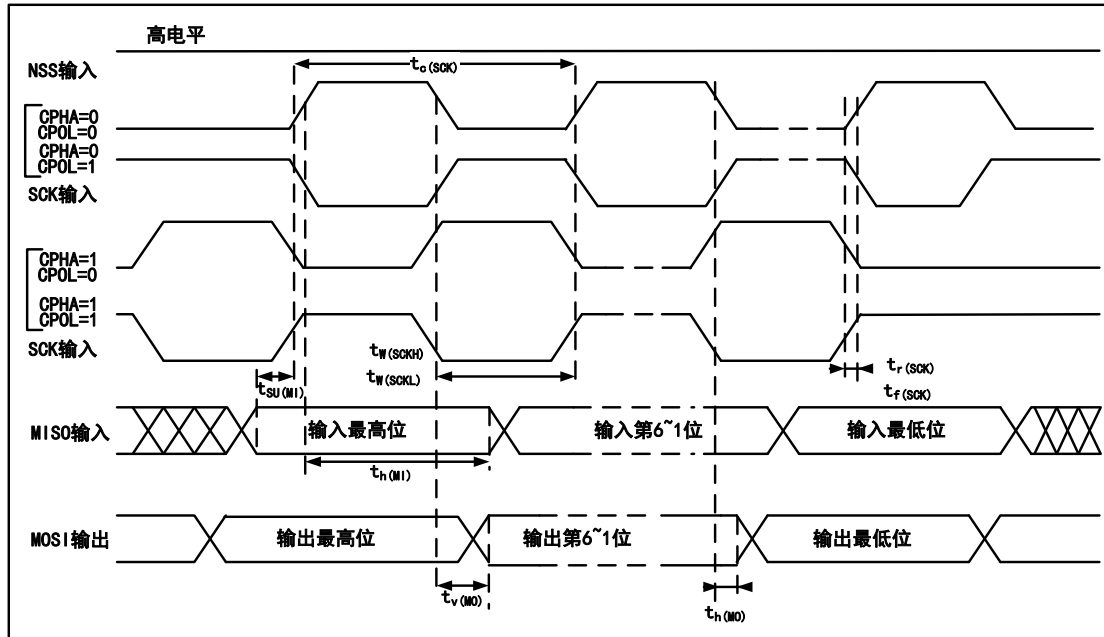 高电平
NSS输入
tc(SCK)
CPHA=0
CPOL=0
CPHA=0
CPOL=1
SCK输入
CPHA=1
CPOL=0
CPHA=1
CPOL=1
SCK输入
tW(SCKH)
tW(SCKL)
tr(SCK)
tf(SCK)
tSU(MI)
MISO输入
输入最高位
输入第6~1位
输入最低位
th(MI)
MOSI输出
输出最高位
输出第6~1位
输出最低位
tv(MO)
th(MO)